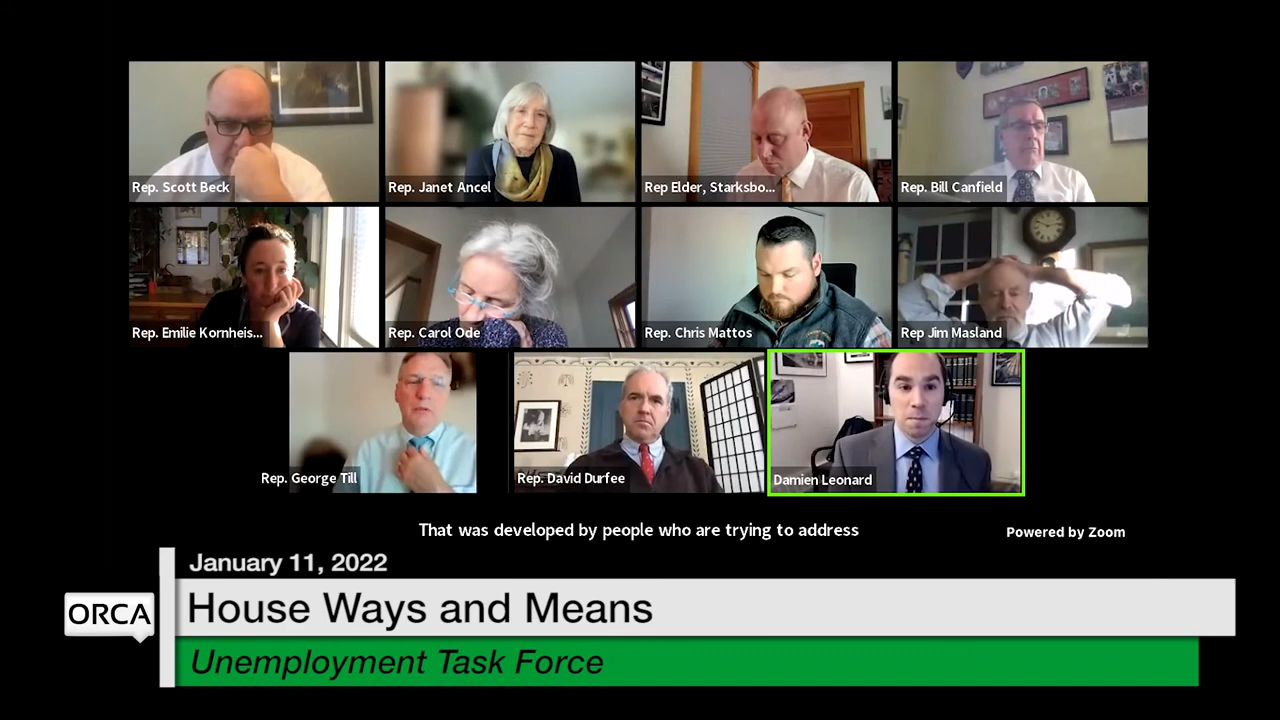 Rep. Scott Beck
Rep. Janet Ancel
Rep Elder, Starksbo...
Rep. Bill Canfield
Rep. Emilie Kornheis...
Rep. Carol Ode
Rep. Chris Mattos
Rep Jim Masland
Rep. George Till
Rep. David Durfee
Damien Leonard
That was developed by people who are trying to address
Powered by Zoom
January 11, 2022
ORCA
House Ways and Means
Unemployment Task Force